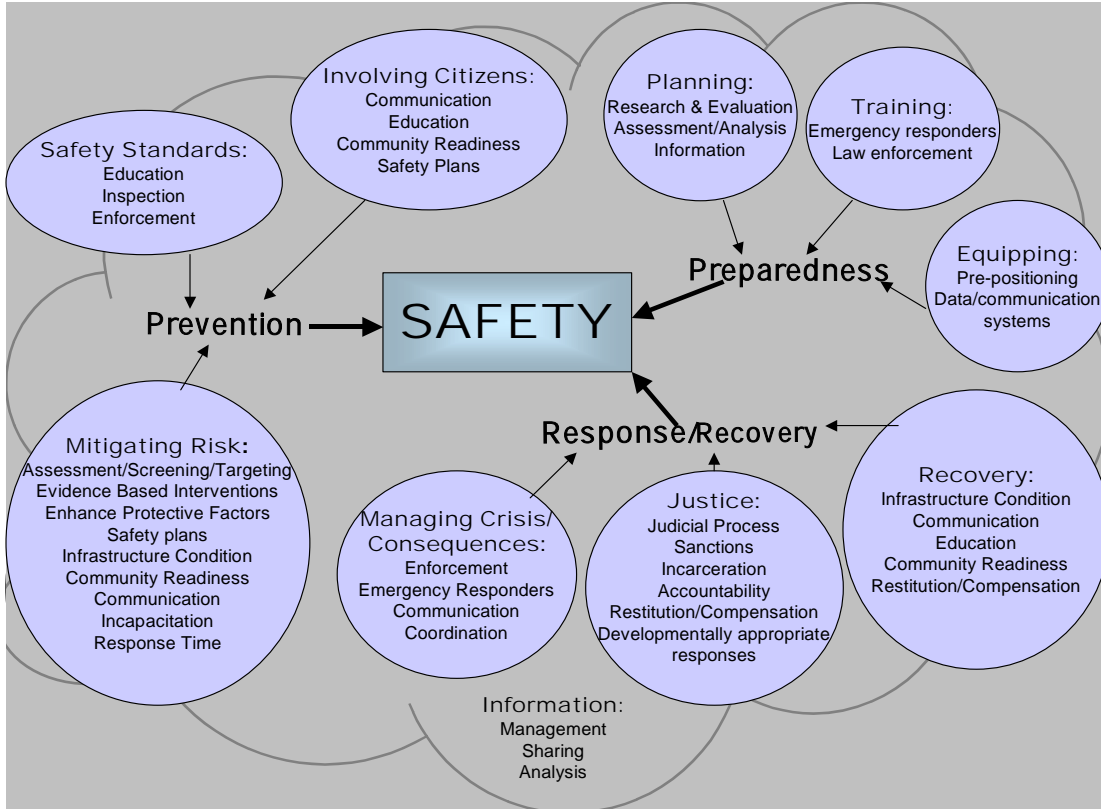 Involving Citizens:
Communication
Education
Community Readiness
Safety Plans
Planning:
Research & Evaluation
Assessment/Analysis
Information
Training:
Emergency responders
Law enforcement
Safety Standards:
Education
Inspection
Enforcement
Equipping:
Pre-positioning
Data/communication
systems
Preparedness
Prevention
SAFETY
Response/Recovery
Mitigating Risk:
Assessment/Screening/Targeting
Evidence Based Interventions
Enhance Protective Factors
Safety plans
Infrastructure Condition
Community Readiness
Communication
Incapacitation
Response Time
Managing Crisis/
Consequences:
Enforcement
Emergency Responders
Communication
Coordination
Justice:
Judicial Process
Sanctions
Incarceration
Accountability
Restitution/Compensation
Developmentally appropriate
responses
Recovery:
Infrastructure Condition
Communication
Education
Community Readiness
Restitution/Compensation
Information:
Management
Sharing
Analysis